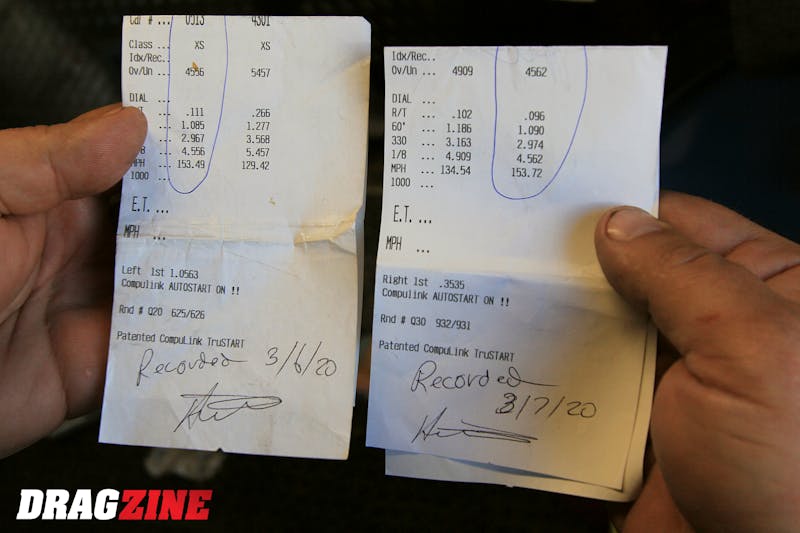 Car # ... 0513 4301
Class ... XS XS
Idx/Rec..
Ov/Un ... 4556 5457
DIAL ...
... .111 .266
... 1.085 1.277
... 2.967 3.568
1/8 ... 4.556 5.457
MPH ... 153.49 129.42
1000 ...
E.T. ...
MPH ...
Left 1st 1.0563
Compulink AUTOSTART ON !!
Rnd # Q20 625/626
Patented CompuLink TruSTART
Recorded 3/6/20
Idx/Rec..
Ov/Un ... 4909 4562
DIAL ...
R/T ... .102 .096
60' ... 1.186 1.090
330 ... 3.163 2.974
1/8 ... 4.909 4.562
MPH ... 134.54 153.72
1000 ...
E.T. ...
MPH ...
Right 1st .3535
Compulink AUTOSTART ON !!
Rnd # Q30 932/931
Patented CompuLink TruSTART
Recorded
3/7/20
DRAGZINE